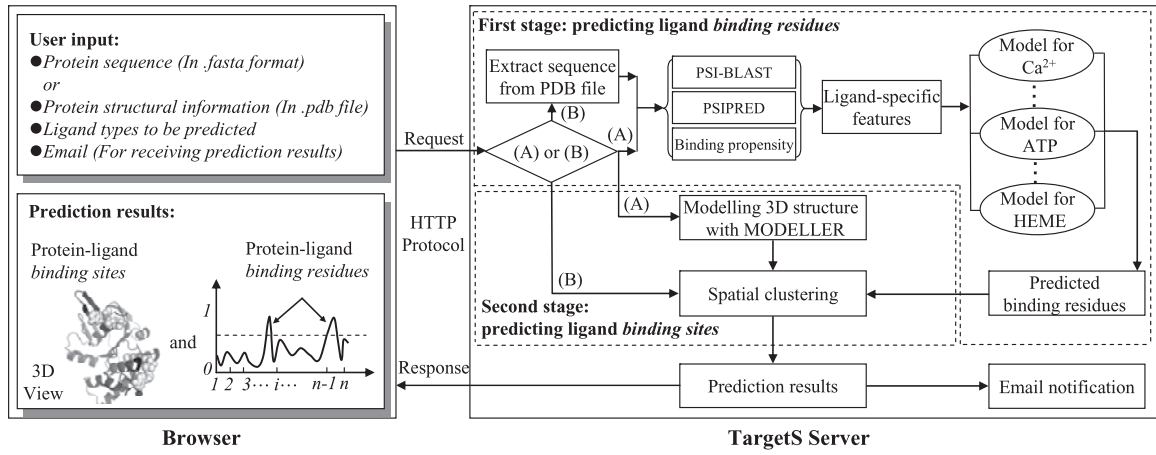 User input:
●Protein sequence (In .fasta format)
or
●Protein structural information (In .pdb file)
●Ligand types to be predicted
●Email (For receiving prediction results)
Prediction results:
Protein-ligand
binding sites
Protein-ligand
binding residues
3D
View
and
1
0
1 2 3··· i··· n-1 n
Browser
Request
HTTP
Protocol
Response
First stage: predicting ligand binding residues
Extract sequence
from PDB file
(B)
(A)
(A) or (B)
PSI-BLAST
PSIPRED
Binding propensity
Ligand-specific
features
Model for
Ca²⁺
Model for
ATP
Model for
HEME
(A)
Modelling 3D structure
with MODELLER
(B)
Spatial clustering
Predicted
binding residues
Second stage:
predicting ligand binding sites
Prediction results
Email notification
TargetS Server